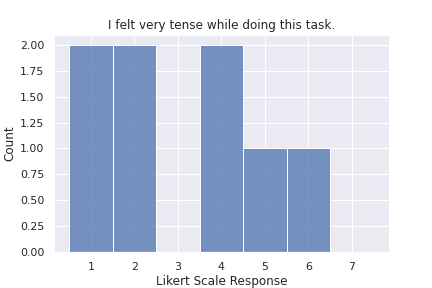 I felt very tense while doing this task.
2.00
1.75
1.50
1.25
1.00
0.75
0.50
0.25
0.00
Count
1 2 3 4 5 6 7
Likert Scale Response